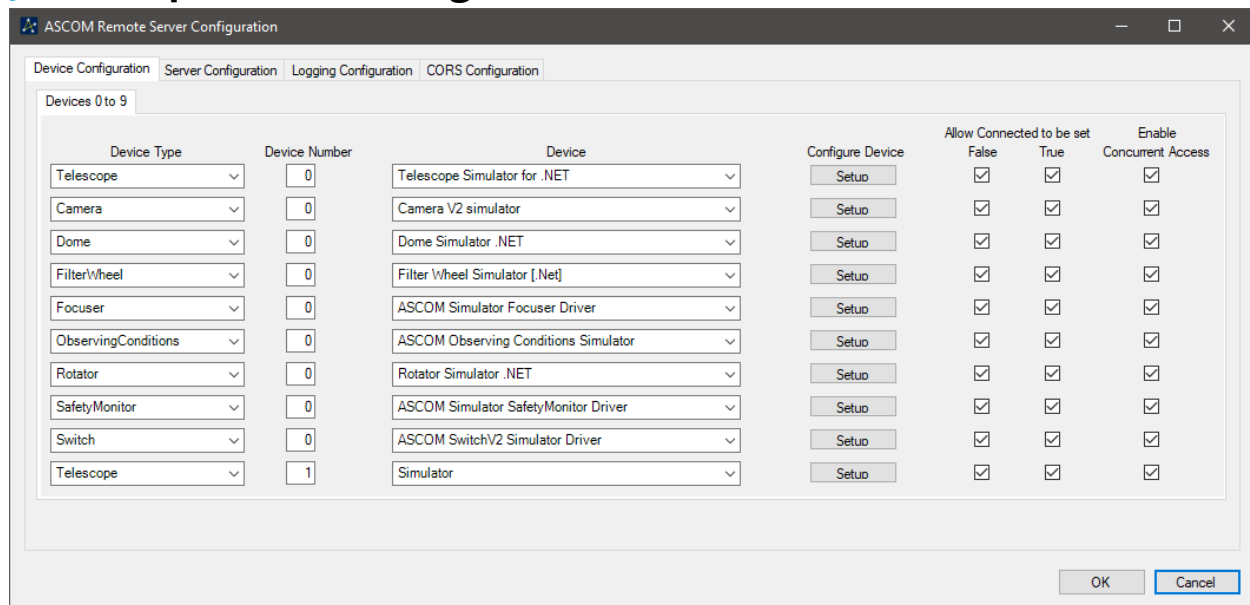 ASCOM Remote Server Configuration
Device Configuration Server Configuration Logging Configuration CORS Configuration
Devices 0 to 9
Allow Connected to be set Enable
Device Type Device Number Device Configure Device False True Concurrent Access
Telescope 0 Telescope Simulator for .NET Setup
Camera 0 Camera V2 simulator Setup
Dome 0 Dome Simulator .NET Setup
FilterWheel 0 Filter Wheel Simulator [.Net] Setup
Focuser 0 ASCOM Simulator Focuser Driver Setup
ObservingConditions 0 ASCOM Observing Conditions Simulator Setup
Rotator 0 Rotator Simulator .NET Setup
SafetyMonitor 0 ASCOM Simulator SafetyMonitor Driver Setup
Switch 0 ASCOM SwitchV2 Simulator Driver Setup
Telescope 1 Simulator Setup
OK Cancel